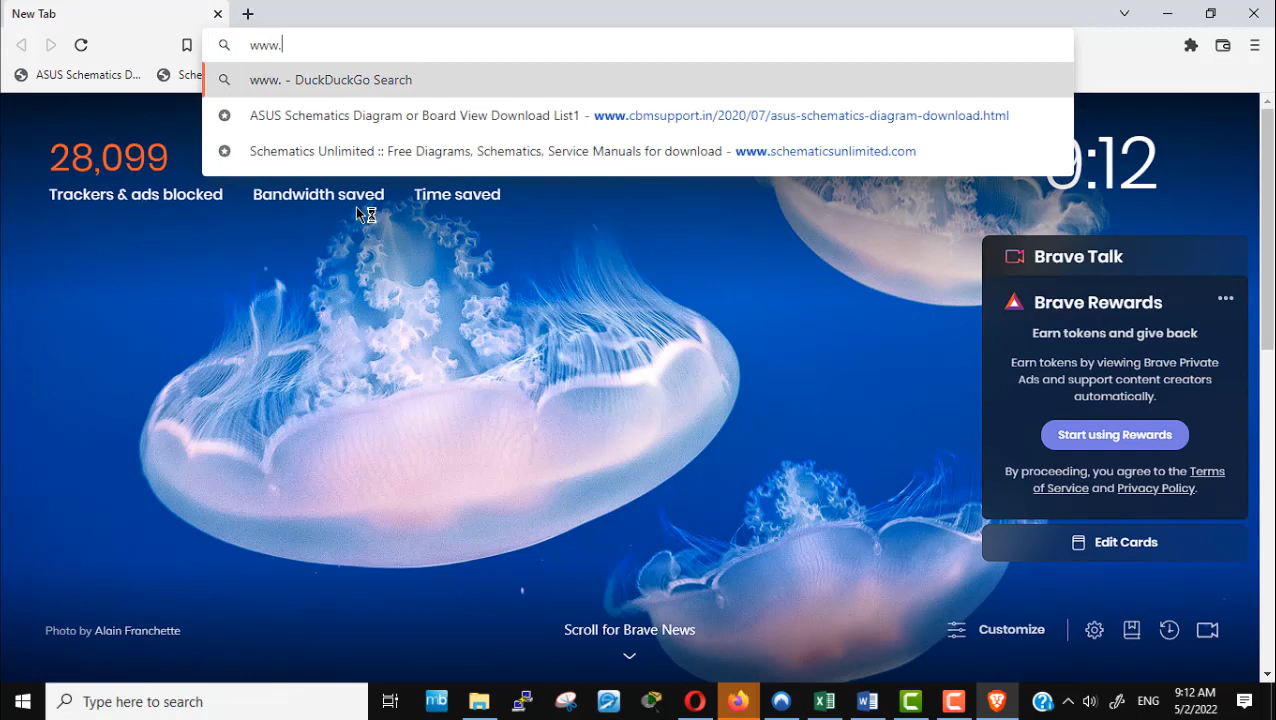 New Tab
www.
ASUS Schematics D...
Sche
www. - DuckDuckGo Search
ASUS Schematics Diagram or Board View Download List1 - www.cbmsupport.in/2020/07/asus-schematics-diagram-download.html
Schematics Unlimited :: Free Diagrams, Schematics, Service Manuals for download - www.schematicsunlimited.com
28,099
Trackers & ads blocked
Bandwidth saved
Time saved
9:12
Brave Talk
Brave Rewards
Earn tokens and give back
Earn tokens by viewing Brave Private
Ads and support content creators
automatically.
Start using Rewards
By proceeding, you agree to the Terms
of Service and Privacy Policy.
Edit Cards
Photo by Alain Franchette
Scroll for Brave News
Customize
Type here to search
mb
ENG
9:12 AM
5/2/2022